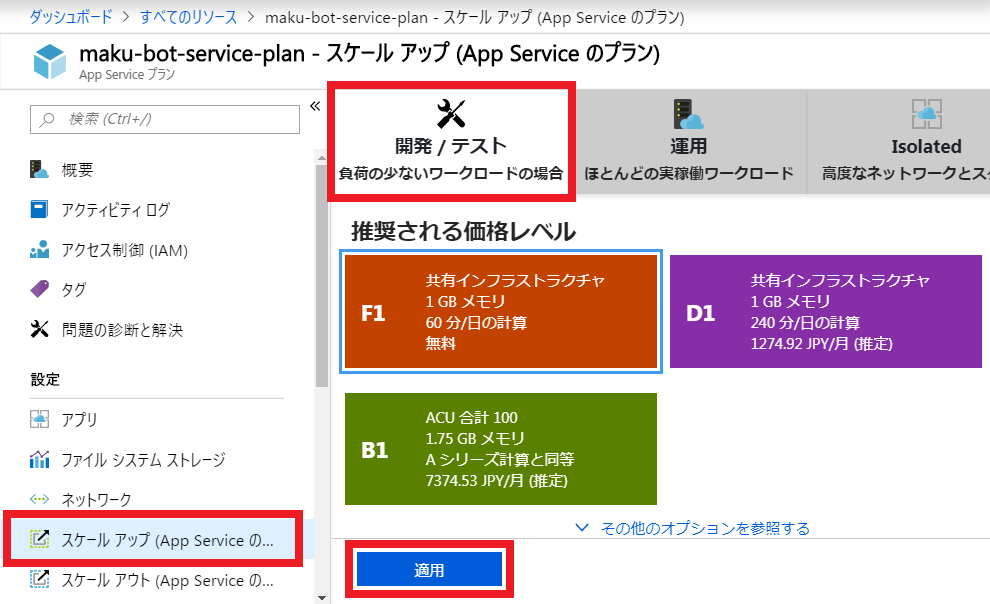 ダッシュボード > すべてのリソース > maku-bot-service-plan - スケール アップ (App Service のプラン)
maku-bot-service-plan - スケール アップ (App Service のプラン)
App Service プラン
検索 (Ctrl+/)
概要
アクティビティ ログ
アクセス制御 (IAM)
タグ
問題の診断と解決
設定
アプリ
ファイル システム ストレージ
ネットワーク
スケール アップ (App Service の...
スケール アウト (App Service の...
開発 / テスト
負荷の少ないワークロードの場合
運用
ほとんどの実稼働ワークロード
Isolated
高度なネットワークとス
推奨される価格レベル
F1
共有インフラストラクチャ
1 GB メモリ
60 分/日の計算
無料
D1
共有インフラストラクチャ
1 GB メモリ
240 分/日の計算
1274.92 JPY/月 (推定)
B1
ACU 合計 100
1.75 GB メモリ
A シリーズ計算と同等
7374.53 JPY/月 (推定)
その他のオプションを参照する
適用